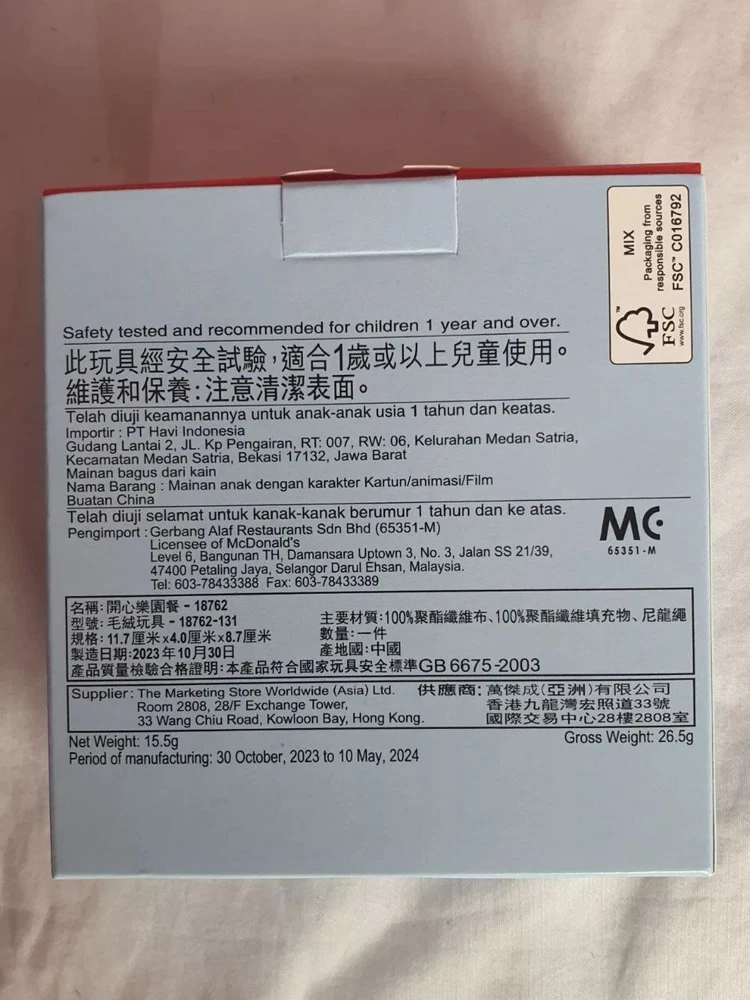 MIX
Packaging from
responsible sources
FSC™ C016792
FSC
www.fsc.org
Safety tested and recommended for children 1 year and over.
此玩具經安全試驗，適合1歲或以上兒童使用。
維護和保養：注意清潔表面。
Telah diuji keamanannya untuk anak-anak usia 1 tahun dan keatas.
Importir : PT Havi Indonesia
Gudang Lantai 2, JL. Kp Pengairan, RT: 007, RW: 06, Kelurahan Medan Satria,
Kecamatan Medan Satria, Bekasi 17132, Jawa Barat
Mainan bagus dari kain
Nama Barang : Mainan anak dengan karakter Kartun/animasi/Film
Buatan China
Telah diuji selamat untuk kanak-kanak berumur 1 tahun dan ke atas.
Pengimport : Gerbang Alaf Restaurants Sdn Bhd (65351-M)
Licensee of McDonald's
Level 6, Bangunan TH, Damansara Uptown 3, No. 3, Jalan SS 21/39,
47400 Petaling Jaya, Selangor Darul Ehsan, Malaysia.
Tel: 603-78433388 Fax: 603-78433389
MC
65351-M
名稱：開心樂園餐 - 18762
型號：毛絨玩具 - 18762-131
規格：11.7厘米x4.0厘米x8.7厘米
製造日期：2023年10月30日
主要材質：100%聚酯纖維布、100%聚酯纖維填充物、尼龍繩
數量：一件
產地國：中國
產品質量檢驗合格證明：本產品符合國家玩具安全標準GB 6675-2003
Supplier: The Marketing Store Worldwide (Asia) Ltd.
Room 2808, 28/F Exchange Tower,
33 Wang Chiu Road, Kowloon Bay, Hong Kong.
供應商：萬傑成(亞洲)有限公司
香港九龍灣宏照道33號
國際交易中心28樓2808室
Net Weight: 15.5g
Gross Weight: 26.5g
Period of manufacturing: 30 October, 2023 to 10 May, 2024